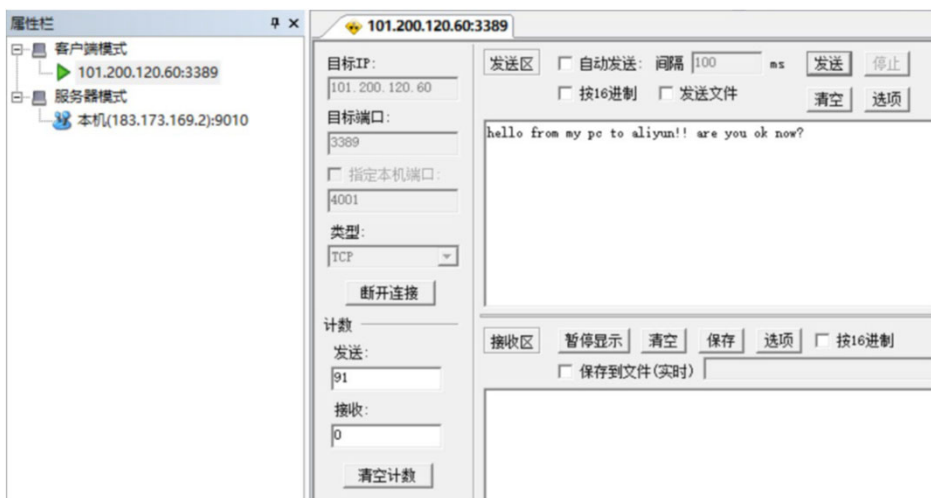 属性栏
客户端模式
101.200.120.60:3389
服务器模式
本机(183.173.169.2):9010
101.200.120.60:3389
目标IP:
101.200.120.60
目标端口:
3389
指定本机端口:
4001
类型:
TCP
断开连接
计数
发送:
91
接收:
0
清空计数
发送区 自动发送: 间隔 100 ms 发送 停止
按16进制 发送文件 清空 选项
hello from my pc to aliyun!! are you ok now?
接收区 暂停显示 清空 保存 选项 按16进制
保存到文件(实时)